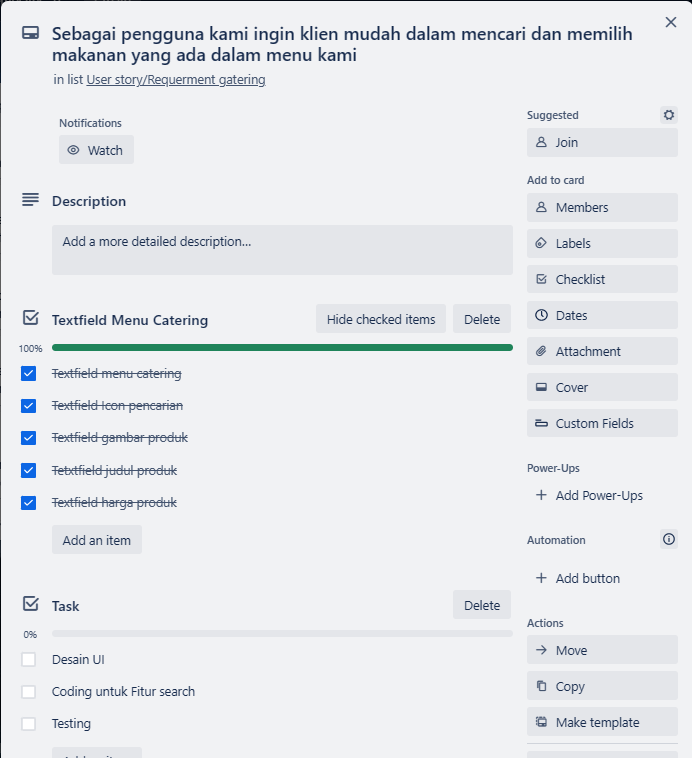 Sebagai pengguna kami ingin klien mudah dalam mencari dan memilih
makanan yang ada dalam menu kami
in list User story/Requerment gatering
Notifications
Watch
Description
Add a more detailed description...
Textfield Menu Catering
Hide checked items
Delete
100%
Textfield menu catering
Textfield Icon pencarian
Textfield gambar produk
Tetxtfield judul produk
Textfield harga produk
Add an item
Task
Delete
0%
Desain UI
Coding untuk Fitur search
Testing
Suggested
Join
Add to card
Members
Labels
Checklist
Dates
Attachment
Cover
Custom Fields
Power-Ups
Add Power-Ups
Automation
Add button
Actions
Move
Copy
Make template